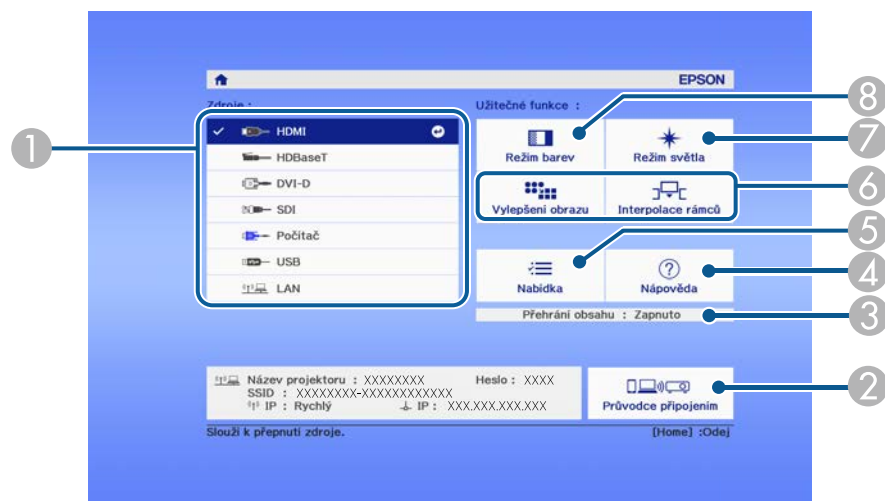 EPSON
Zdroje :
Užitečné funkce :
HDMI
HDBaseT
DVI-D
SDI
Počítač
USB
LAN
Režim barev
Režim světla
Vylepšení obrazu
Interpolace rámců
Nabídka
Nápověda
Přehrání obsahu : Zapnuto
Název projektoru : XXXXXXXX Heslo : XXXX
SSID : XXXXXXXX-XXXXXXXXXXXX
IP : Rychlý IP : XXX.XXX.XXX.XXX
Průvodce připojením
Slouží k přepnutí zdroje.
[Home] :Odej
1
8
7
6
5
4
3
2